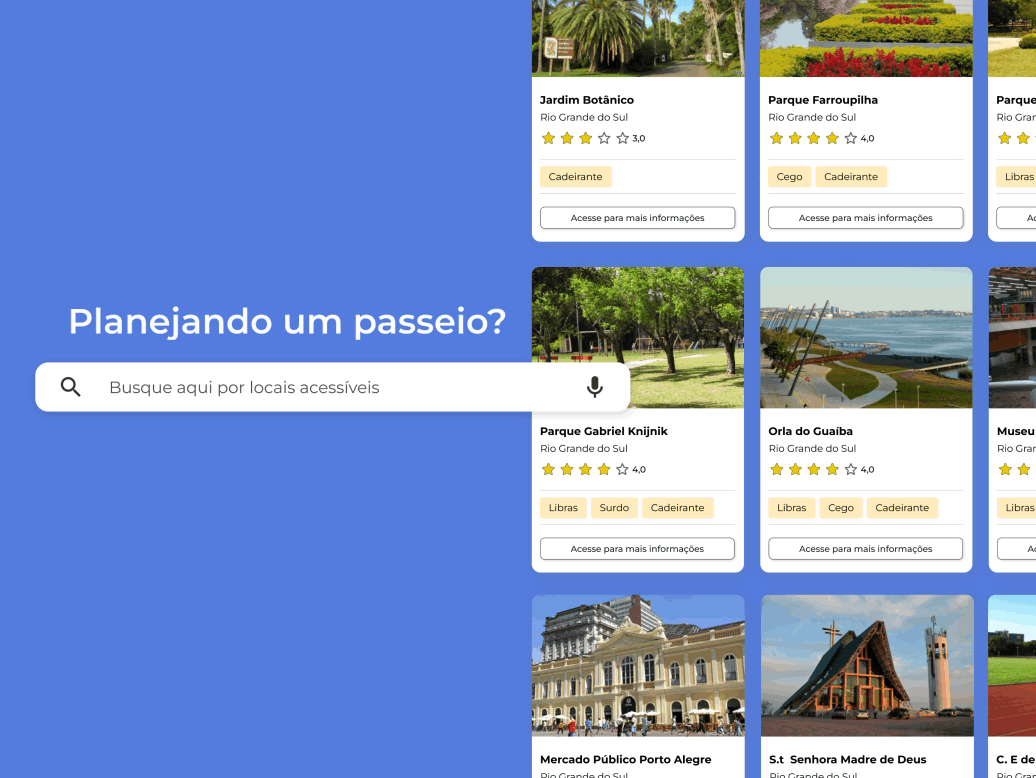 Jardim Botânico
Rio Grande do Sul
3,0
Cadeirante
Acesse para mais informações
Parque Farroupilha
Rio Grande do Sul
4,0
Cego Cadeirante
Acesse para mais informações
Parque
Rio Gran
Libras
Ac
Planejando um passeio?
Busque aqui por locais acessíveis
Parque Gabriel Knijnik
Rio Grande do Sul
4,0
Libras Surdo Cadeirante
Acesse para mais informações
Orla do Guaíba
Rio Grande do Sul
4,0
Libras Cego Cadeirante
Acesse para mais informações
Museu
Rio Gran
Libras
Ac
Mercado Público Porto Alegre
Rio Grande do Sul
S.t Senhora Madre de Deus
Rio Grande do Sul
C. E de
Rio Gran